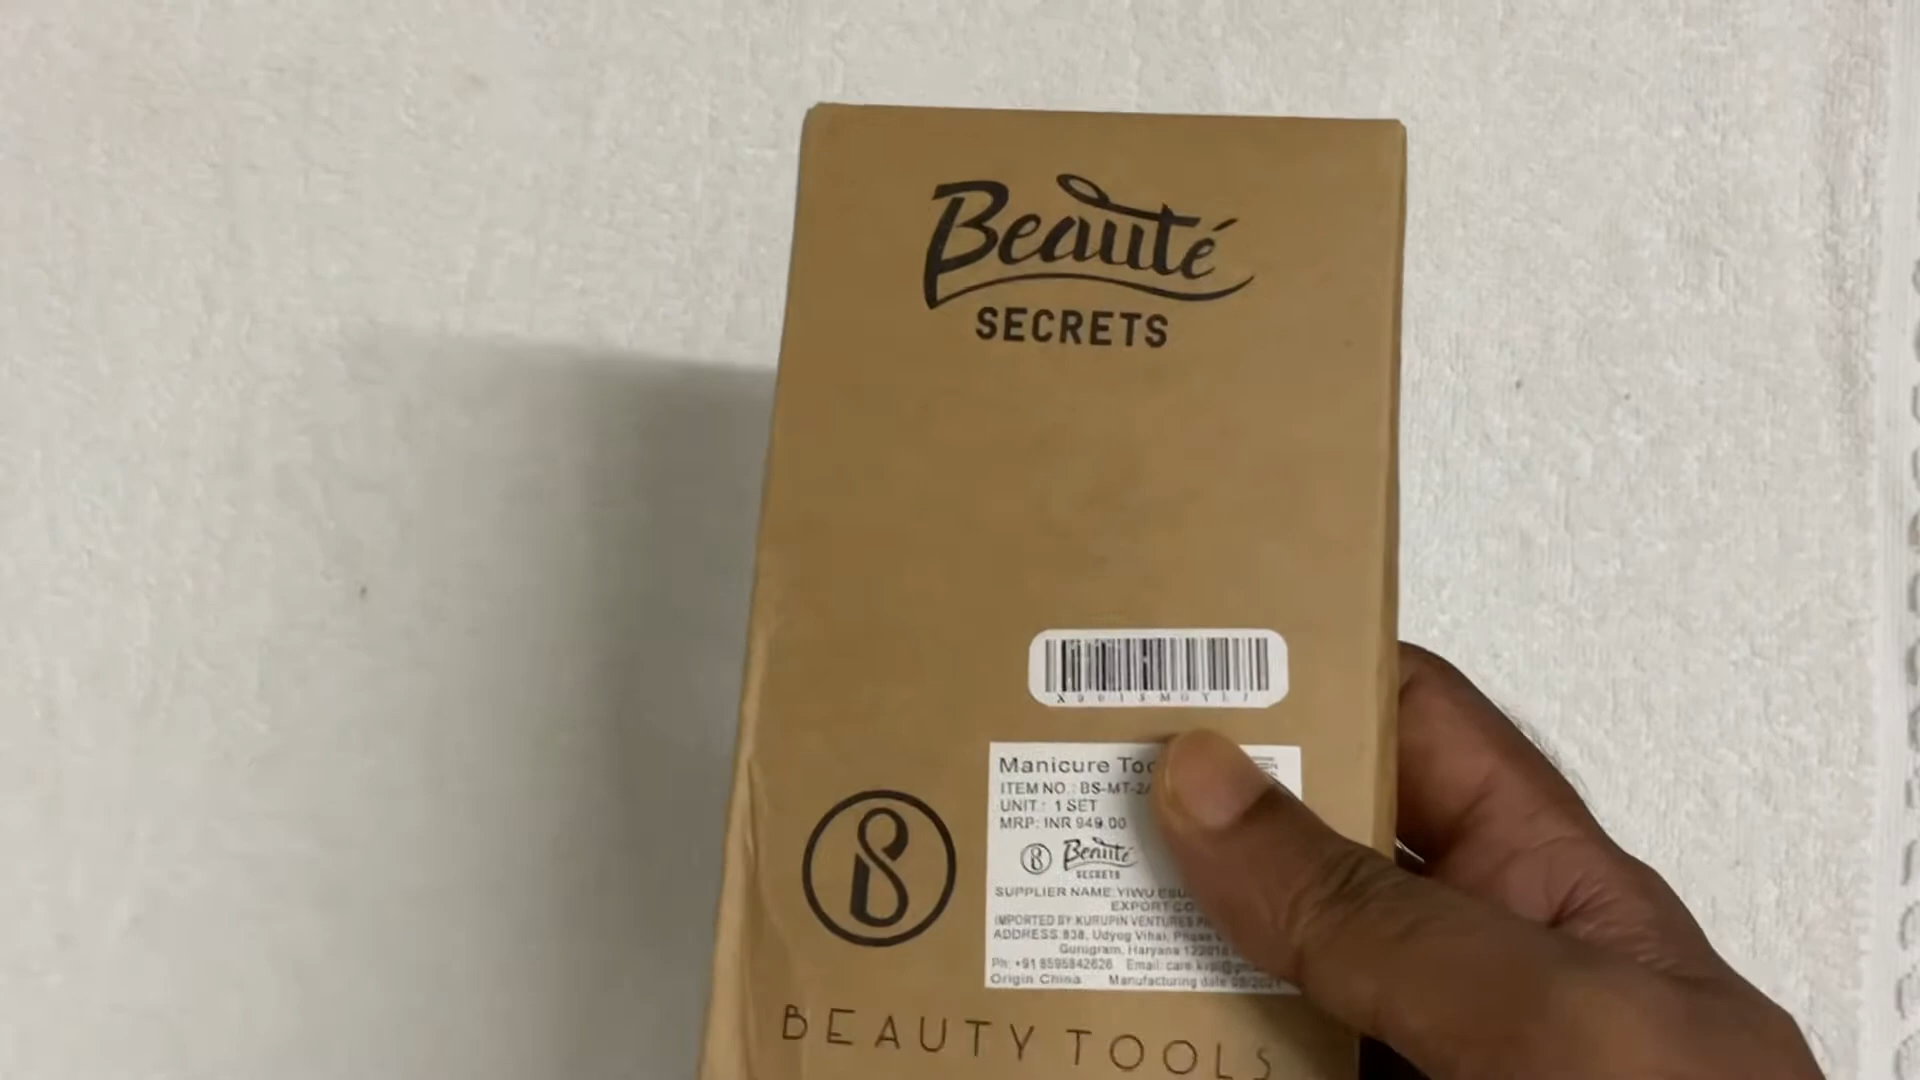 Beauté
SECRETS
Manicure
ITEM NO.: BS-MT-2
UNIT: 1 SET
MRP: INR 949.00
Beauté
SECRETS
SUPPLIER NAME: YIWU
EXPORT CO
IMPORTED BY KURUPIN VENTURES
ADDRESS: 838, Udyog Vihar, Phase
Gurugram, Haryana
Ph: +91 8595842626 Email:
Origin China Manufacturing date
BEAUTY TOOLS